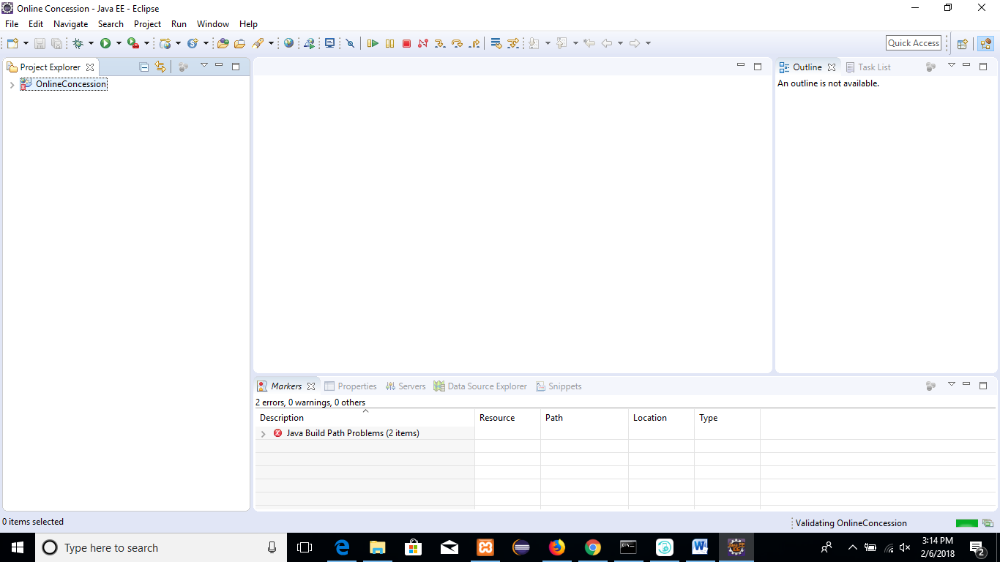 Online Concession - Java EE - Eclipse
File Edit Navigate Search Project Run Window Help
Quick Access
Project Explorer
OnlineConcession
Outline
Task List
An outline is not available.
Markers
Properties
Servers
Data Source Explorer
Snippets
2 errors, 0 warnings, 0 others
Description Resource Path Location Type
Java Build Path Problems (2 items)
0 items selected
Validating OnlineConcession
Type here to search
3:14 PM
2/6/2018
2